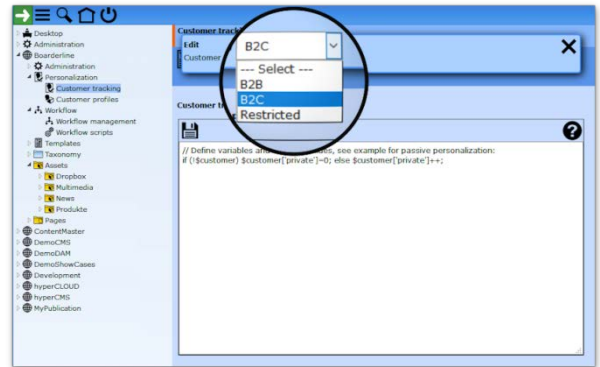 Desktop
Administration
Boarderline
Administration
Personalization
Customer tracking
Customer profiles
Workflow
Workflow management
Workflow scripts
Templates
Taxonomy
Assets
Dropbox
Multimedia
News
Produkte
Pages
ContentMaster
DemoCMS
DemoDAM
DemoShowCases
Development
hyperCLOUD
hyperCMS
MyPublication
Customer track
Edit
Customer
B2C
--- Select ---
B2B
B2C
Restricted
Customer
// Define variables and see example for passive personalization:
if (!$customer) $customer['private']=0; else $customer['private']++;